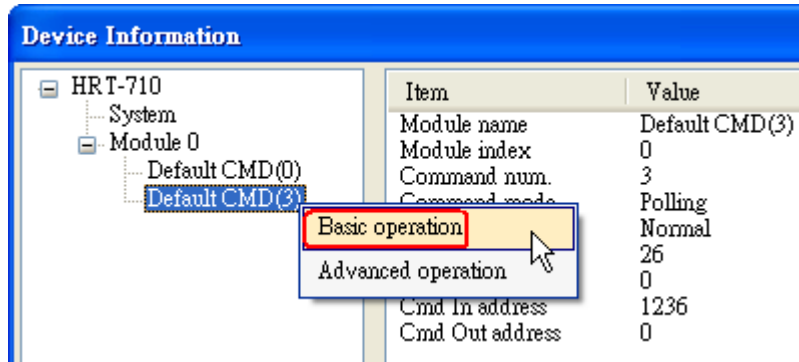 Device Information
HRT-710
System
Module 0
Default CMD(0)
Default CMD(3)
Item Value
Module name Default CMD(3)
Module index 0
Command num. 3
Command mode Polling
Normal
26
0
Cmd In address 1236
Cmd Out address 0
Basic operation
Advanced operation